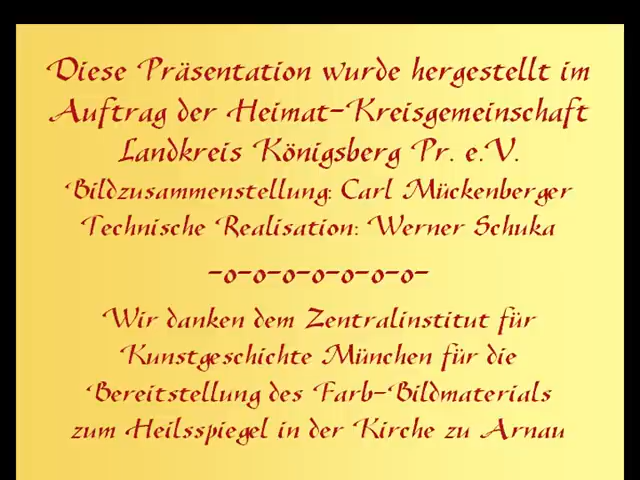 Diese Präsentation wurde hergestellt im
Auftrag der Heimat-Kreisgemeinschaft
Landkreis Königsberg Pr. e.V.
Bildzusammenstellung: Carl Mückenberger
Technische Realisation: Werner Schuka
-o-o-o-o-o-o-o-
Wir danken dem Zentralinstitut für
Kunstgeschichte München für die
Bereitstellung des Farb-Bildmaterials
zum Heilsspiegel in der Kirche zu Arnau